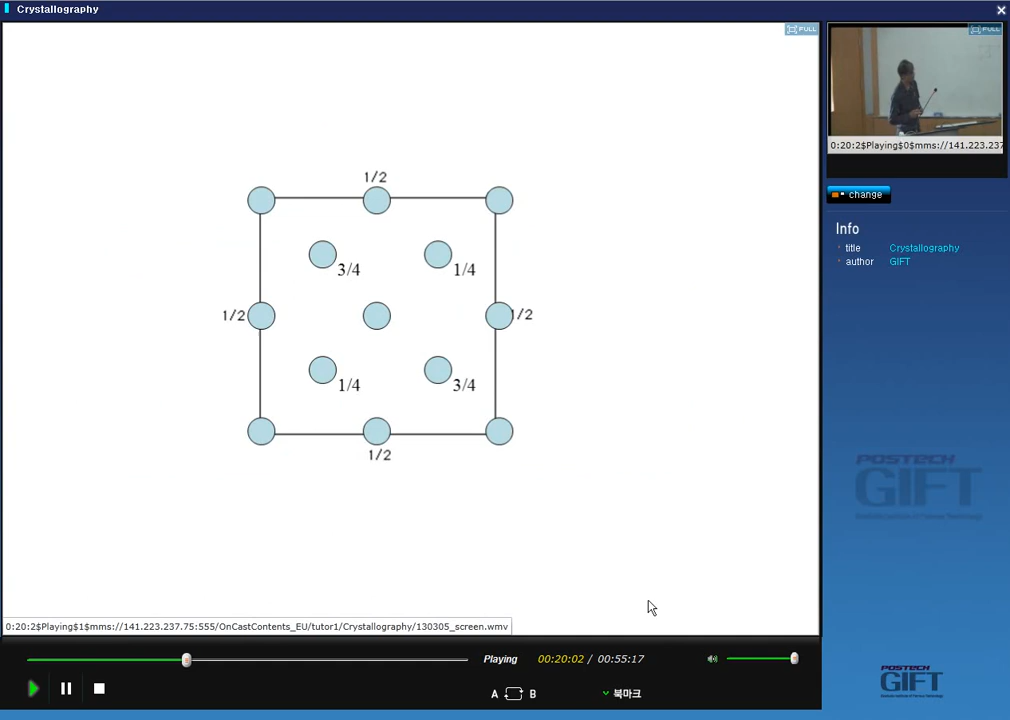 Crystallography
FULL
FULL
1/2
3/4
1/4
1/2
1/2
1/4
3/4
1/2
0:20:2$Playing$0$mms://141.223.237
change
Info
title Crystallography
author GIFT
POSTECH
GIFT
0:20:2$Playing$1$mms://141.223.237.75:555/OnCastContents_EU/tutor1/Crystallography/130305_screen.wmv
Playing 00:20:02 / 00:55:17
A B 북마크
POSTECH
GIFT